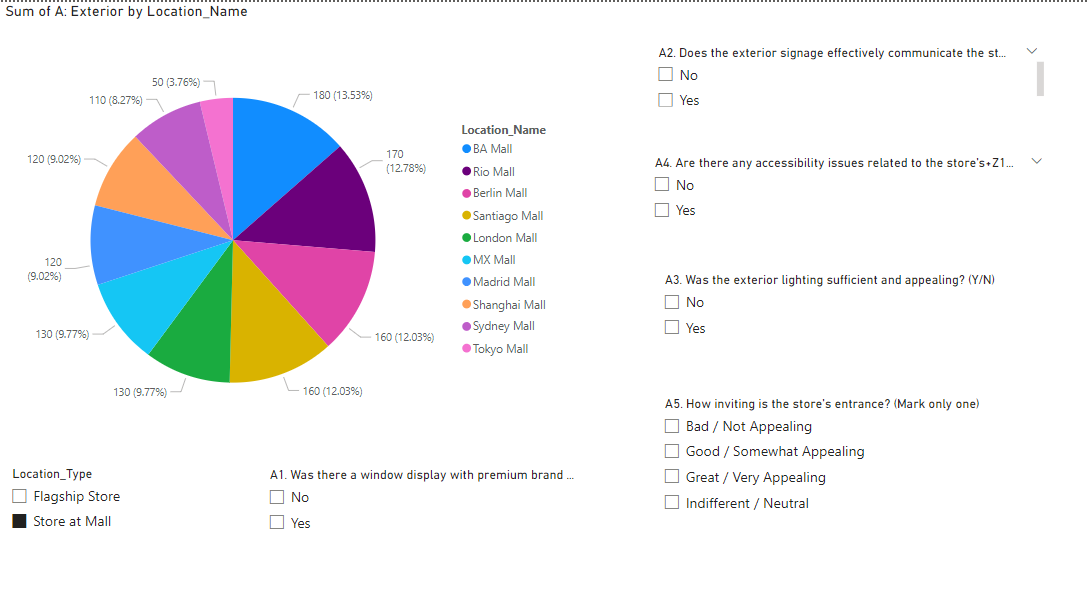 Sum of A: Exterior by Location_Name
50 (3.76%)
180 (13.53%)
110 (8.27%)
170
(12.78%)
120 (9.02%)
120
(9.02%)
130 (9.77%)
160 (12.03%)
130 (9.77%)
160 (12.03%)
Location_Name
BA Mall
Rio Mall
Berlin Mall
Santiago Mall
London Mall
MX Mall
Madrid Mall
Shanghai Mall
Sydney Mall
Tokyo Mall
A2. Does the exterior signage effectively communicate the st...
No
Yes
A4. Are there any accessibility issues related to the store's+Z1...
No
Yes
A3. Was the exterior lighting sufficient and appealing? (Y/N)
No
Yes
A5. How inviting is the store's entrance? (Mark only one)
Bad / Not Appealing
Good / Somewhat Appealing
Great / Very Appealing
Indifferent / Neutral
Location_Type
Flagship Store
Store at Mall
A1. Was there a window display with premium brand ...
No
Yes